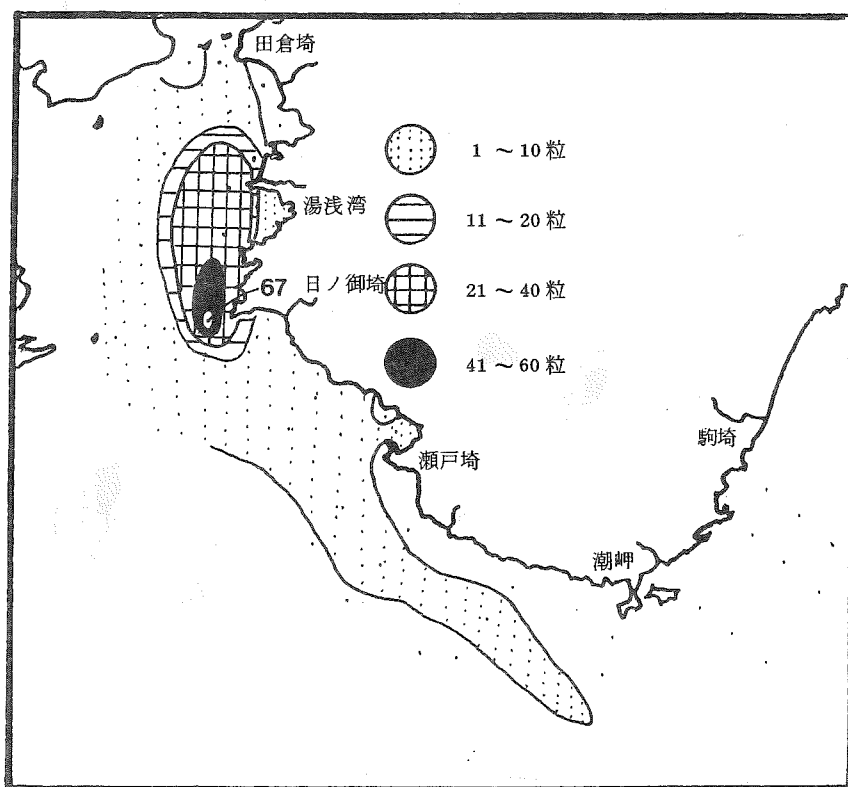 田倉埼
1 ~ 10 粒
湯浅湾
11 ~ 20 粒
67
日ノ御埼
21 ~ 40 粒
41 ~ 60 粒
駒埼
瀬戸埼
潮岬